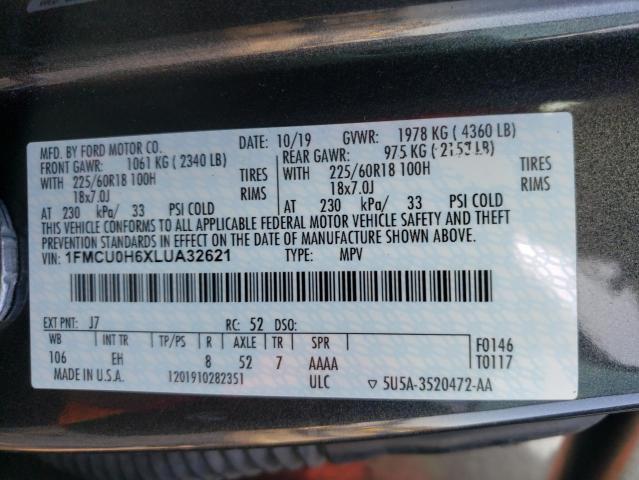 MFD. BY FORD MOTOR CO. DATE: 10/19 GVWR: 1978 KG ( 4360 LB)
FRONT GAWR: 1061 KG ( 2340 LB) REAR GAWR: 975 KG ( 2153 LB)
WITH 225/60R18 100H TIRES WITH 225/60R18 100H TIRES
18x7.0J RIMS 18x7.0J RIMS
AT 230 kPa/ 33 PSI COLD AT 230 kPa/ 33 PSI COLD
THIS VEHICLE CONFORMS TO ALL APPLICABLE FEDERAL MOTOR VEHICLE SAFETY AND THEFT
PREVENTION STANDARDS IN EFFECT ON THE DATE OF MANUFACTURE SHOWN ABOVE.
VIN: 1FMCU0H6XLUA32621 TYPE: MPV
EXT PNT: J7 RC: 52 DSO:
WB INT TR TP/PS R AXLE TR SPR F0146
106 EH 8 52 7 AAAA T0117
MADE IN U.S.A. 1201910282351 ULC ▽ 5U5A-3520472-AA